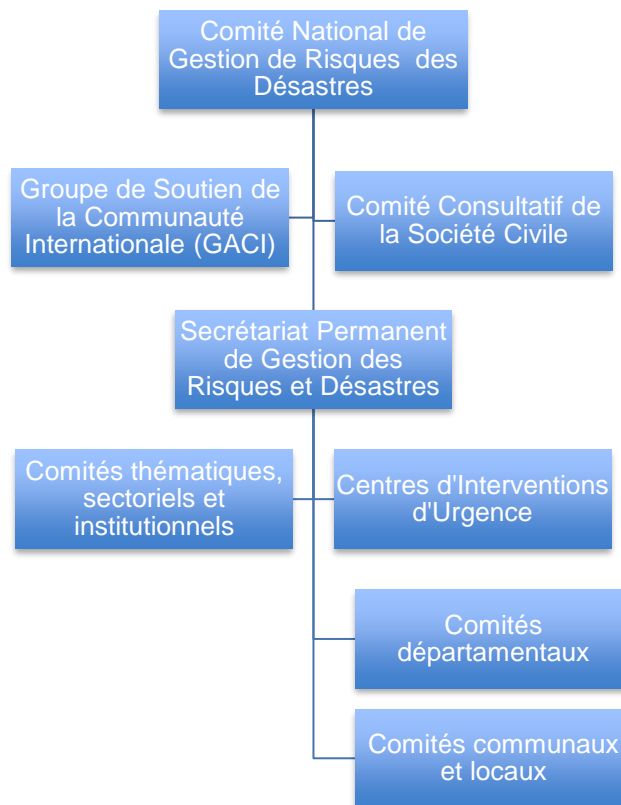 Comité National de
Gestion de Risques des
Désastres
Groupe de Soutien de
la Communauté
Internationale (GACI)
Comité Consultatif de
la Société Civile
Secrétariat Permanent
de Gestion des
Risques et Désastres
Comités thématiques,
sectoriels et
institutionnels
Centres d'Interventions
d'Urgence
Comités
départamentaux
Comités communaux
et locaux